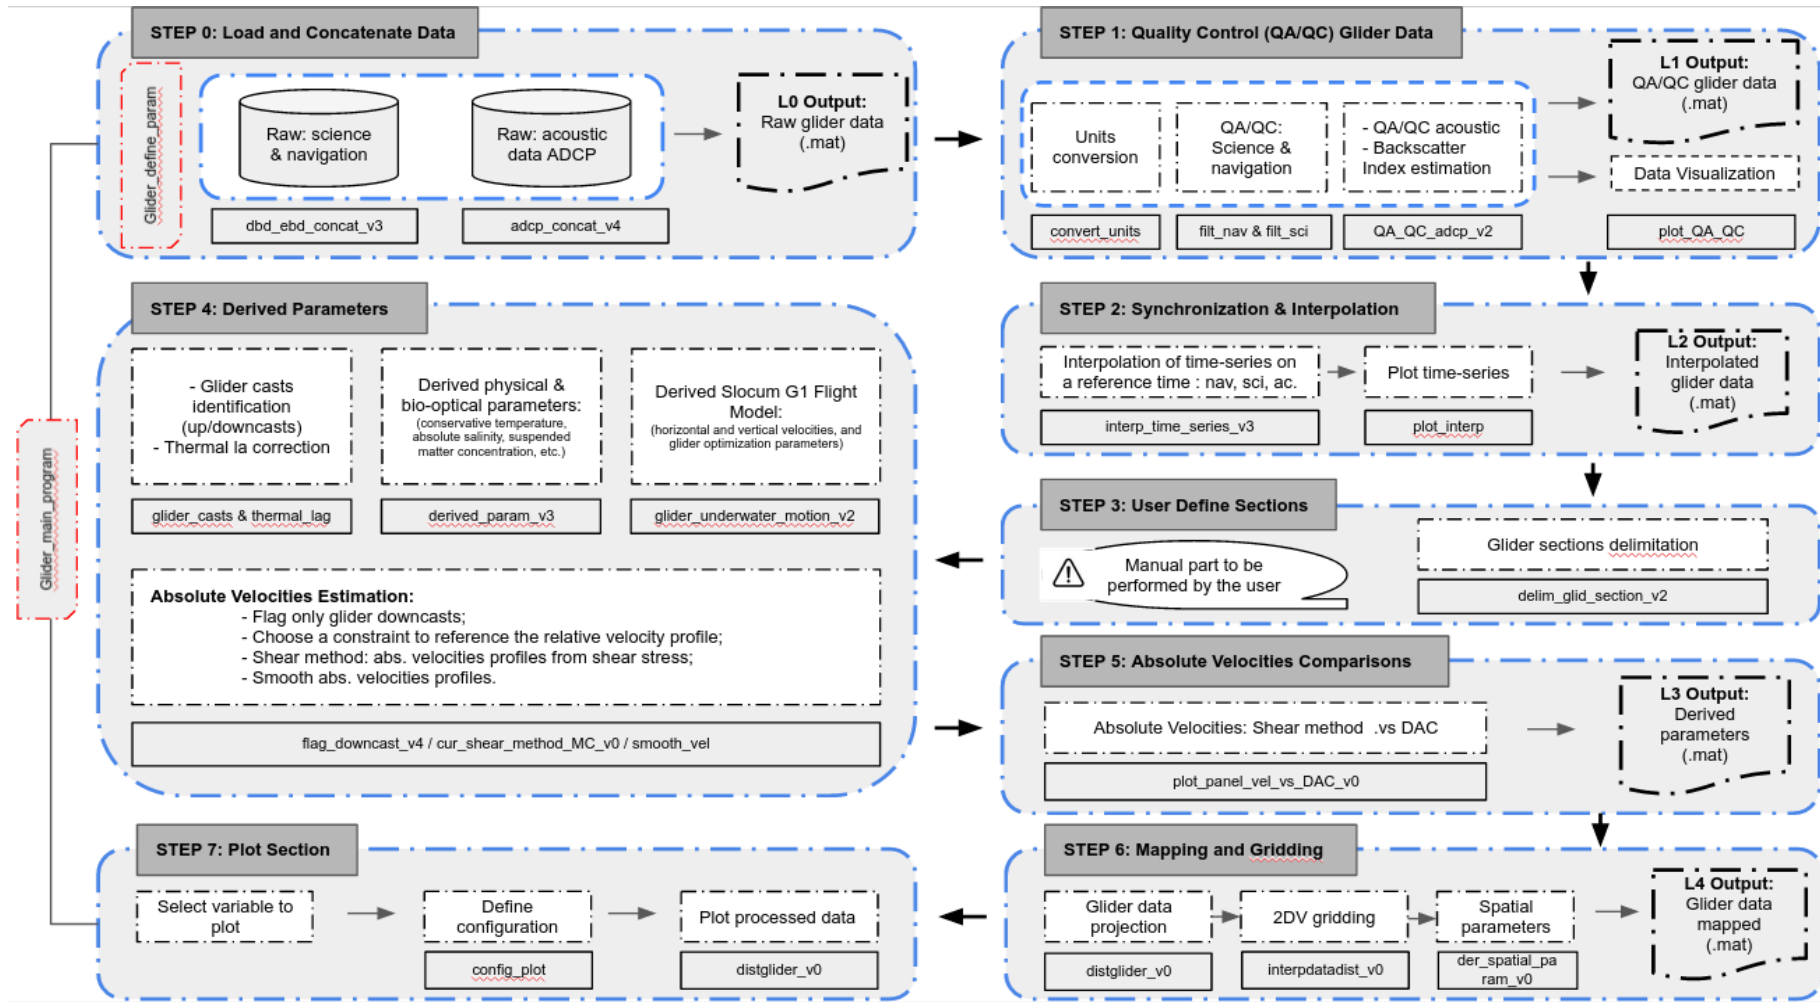 STEP 0: Load and Concatenate Data
Glider_define_param
Raw: science
& navigation
dbd_ebd_concat_v3
Raw: acoustic
data ADCP
adcp_concat_v4
L0 Output:
Raw glider data
(.mat)
STEP 1: Quality Control (QA/QC) Glider Data
Units
conversion
convert_units
QA/QC:
Science &
navigation
filt_nav & filt_sci
- QA/QC acoustic
- Backscatter
Index estimation
QA_QC_adcp_v2
L1 Output:
QA/QC glider data
(.mat)
Data Visualization
plot_QA_QC
STEP 2: Synchronization & Interpolation
Interpolation of time-series on
a reference time : nav, sci, ac.
interp_time_series_v3
Plot time-series
plot_interp
L2 Output:
Interpolated
glider data
(.mat)
STEP 3: User Define Sections
Manual part to be
performed by the user
Glider sections delimitation
delim_glid_section_v2
Glider_main_program
STEP 4: Derived Parameters
- Glider casts
identification
(up/downcasts)
- Thermal la correction
glider_casts & thermal_lag
Derived physical &
bio-optical parameters:
(conservative temperature,
absolute salinity, suspended
matter concentration, etc.)
derived_param_v3
Derived Slocum G1 Flight
Model:
(horizontal and vertical velocities, and
glider optimization parameters)
glider_underwater_motion_v2
Absolute Velocities Estimation:
- Flag only glider downcasts;
- Choose a constraint to reference the relative velocity profile;
- Shear method: abs. velocities profiles from shear stress;
- Smooth abs. velocities profiles.
flag_downcast_v4 / cur_shear_method_MC_v0 / smooth_vel
STEP 5: Absolute Velocities Comparisons
Absolute Velocities: Shear method .vs DAC
plot_panel_vel_vs_DAC_v0
L3 Output:
Derived
parameters
(.mat)
STEP 6: Mapping and Gridding
Glider data
projection
distglider_v0
2DV gridding
interpdatadist_v0
Spatial
parameters
der_spatial_pa
ram_v0
L4 Output:
Glider data
mapped
(.mat)
STEP 7: Plot Section
Select variable to
plot
Define
configuration
config_plot
Plot processed data
distglider_v0